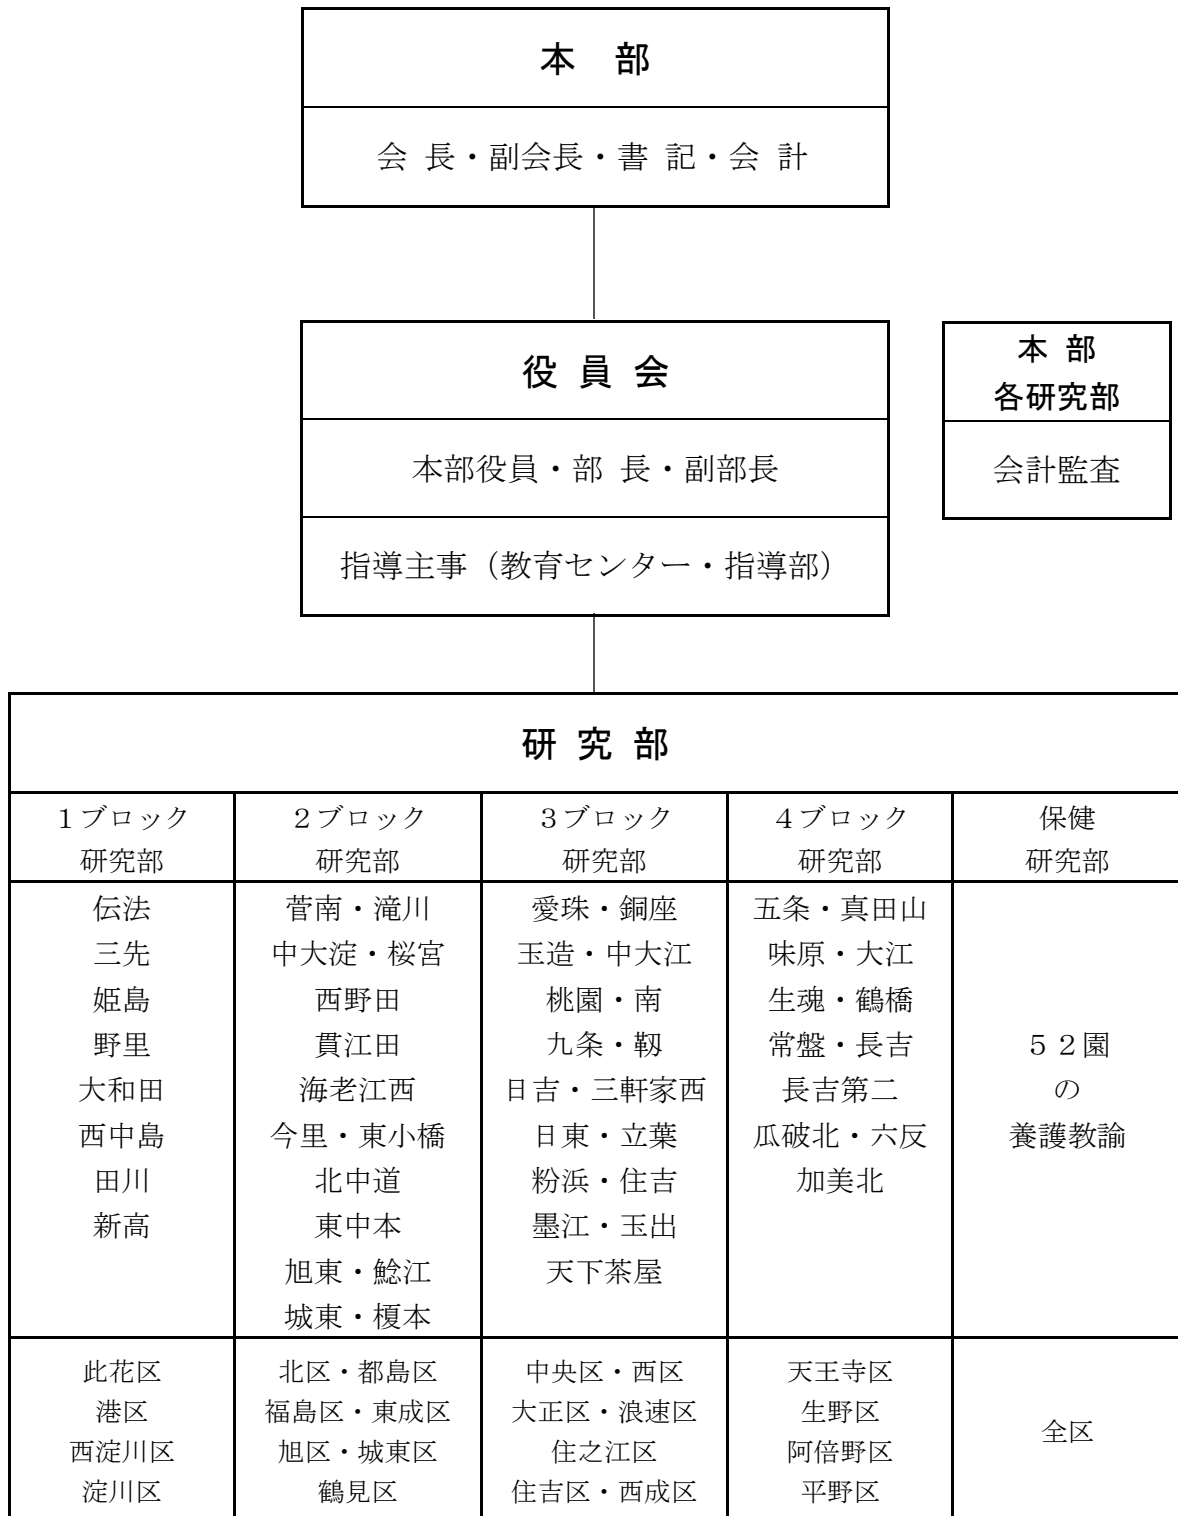 本 部
会 長・副会長・書 記・会 計
役 員 会
本部役員・部 長・副部長
指導主事（教育センター・指導部）
本 部
各研究部
会計監査
研 究 部
１ブロック
研究部
２ブロック
研究部
３ブロック
研究部
４ブロック
研究部
保健
研究部
伝法
三先
姫島
野里
大和田
西中島
田川
新高
菅南・滝川
中大淀・桜宮
西野田
貫江田
海老江西
今里・東小橋
北中道
東中本
旭東・鯰江
城東・榎本
愛珠・銅座
玉造・中大江
桃園・南
九条・靱
日吉・三軒家西
日東・立葉
粉浜・住吉
墨江・玉出
天下茶屋
五条・真田山
味原・大江
生魂・鶴橋
常盤・長吉
長吉第二
瓜破北・六反
加美北
５２園
の
養護教諭
此花区
港区
西淀川区
淀川区
北区・都島区
福島区・東成区
旭区・城東区
鶴見区
中央区・西区
大正区・浪速区
住之江区
住吉区・西成区
天王寺区
生野区
阿倍野区
平野区
全区